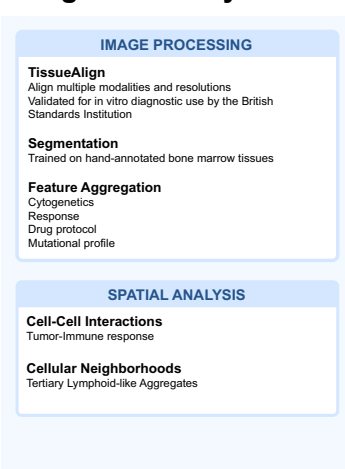 IMAGE PROCESSING
TissueAlign
Align multiple modalities and resolutions
Validated for in vitro diagnostic use by the British
Standards Institution
Segmentation
Trained on hand-annotated bone marrow tissues
Feature Aggregation
Cytogenetics
Response
Drug protocol
Mutational profile
SPATIAL ANALYSIS
Cell-Cell Interactions
Tumor-Immune response
Cellular Neighborhoods
Tertiary Lymphoid-like Aggregates